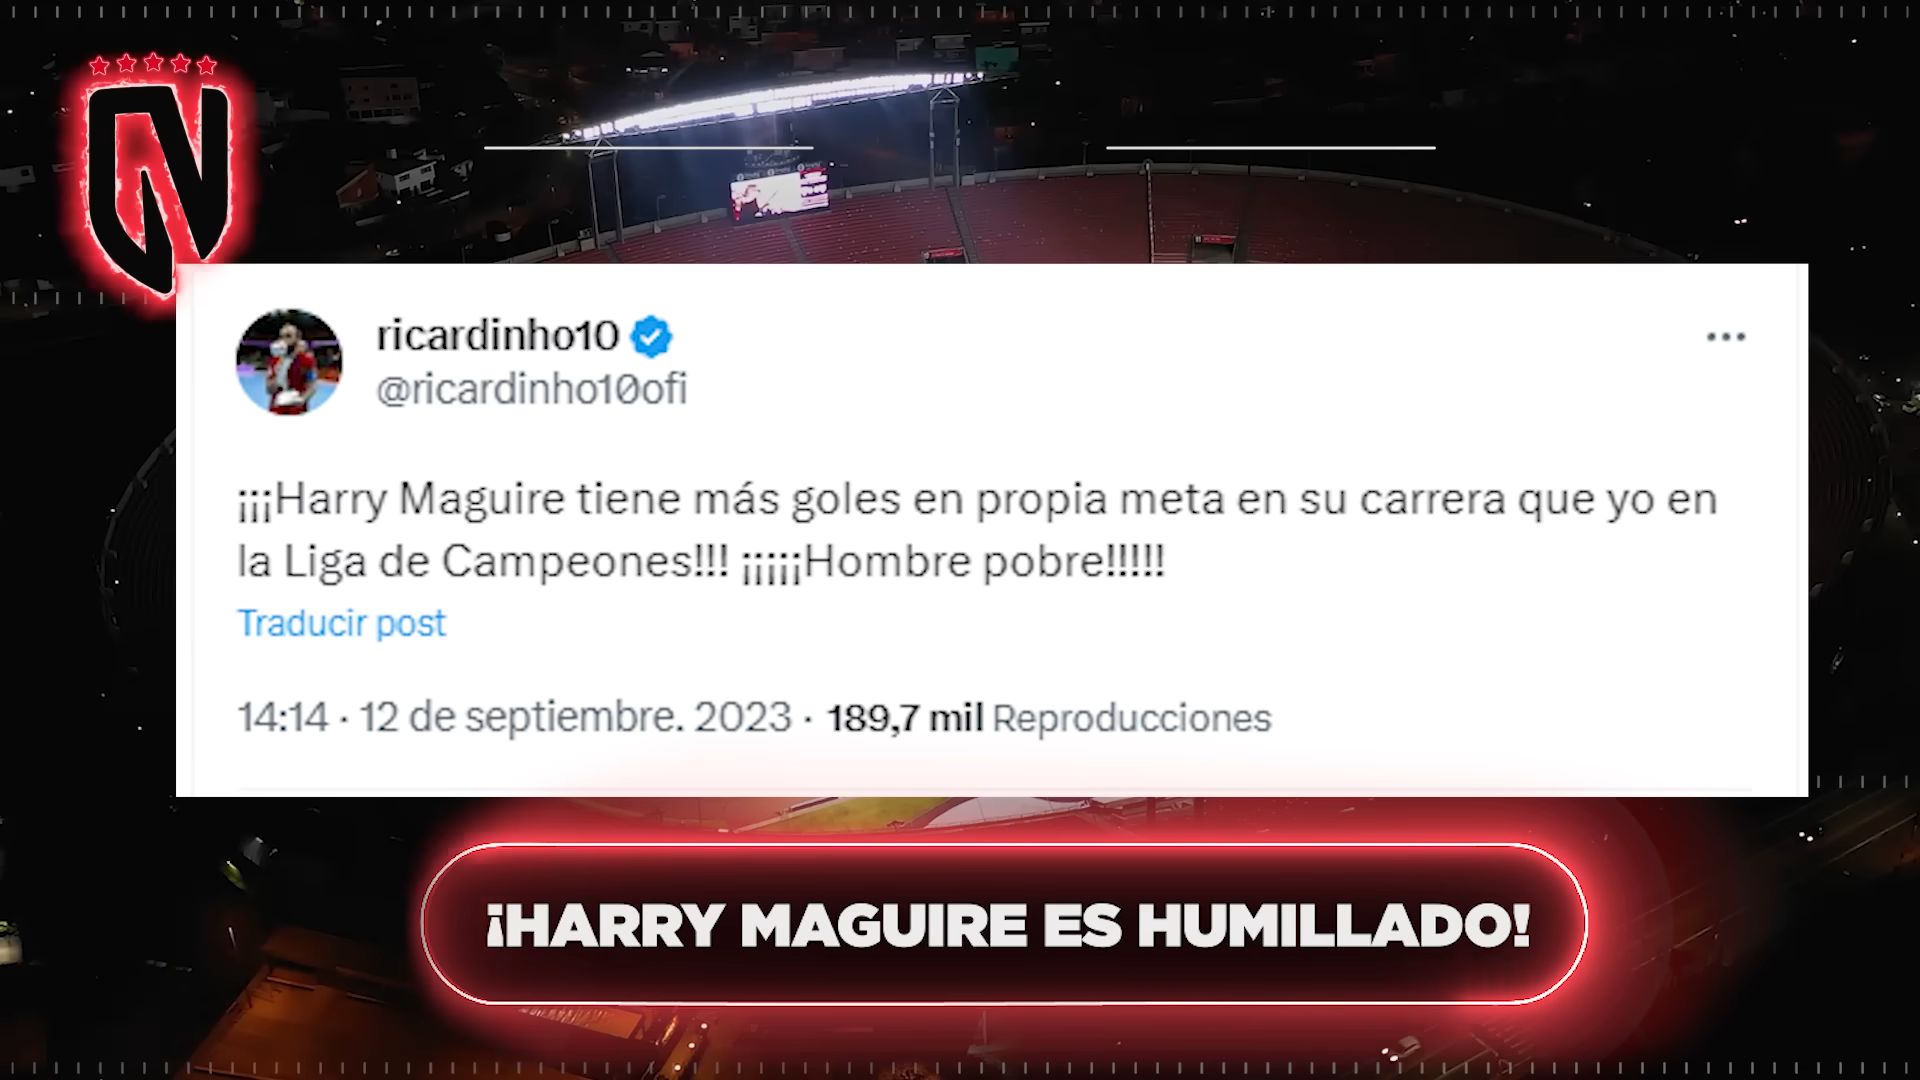 ricardinho10
@ricardinho10ofi
¡¡¡Harry Maguire tiene más goles en propia meta en su carrera que yo en
la Liga de Campeones!!! ¡¡¡¡¡Hombre pobre!!!!!
Traducir post
14:14 · 12 de septiembre. 2023 · 189,7 mil Reproducciones
¡HARRY MAGUIRE ES HUMILLADO!